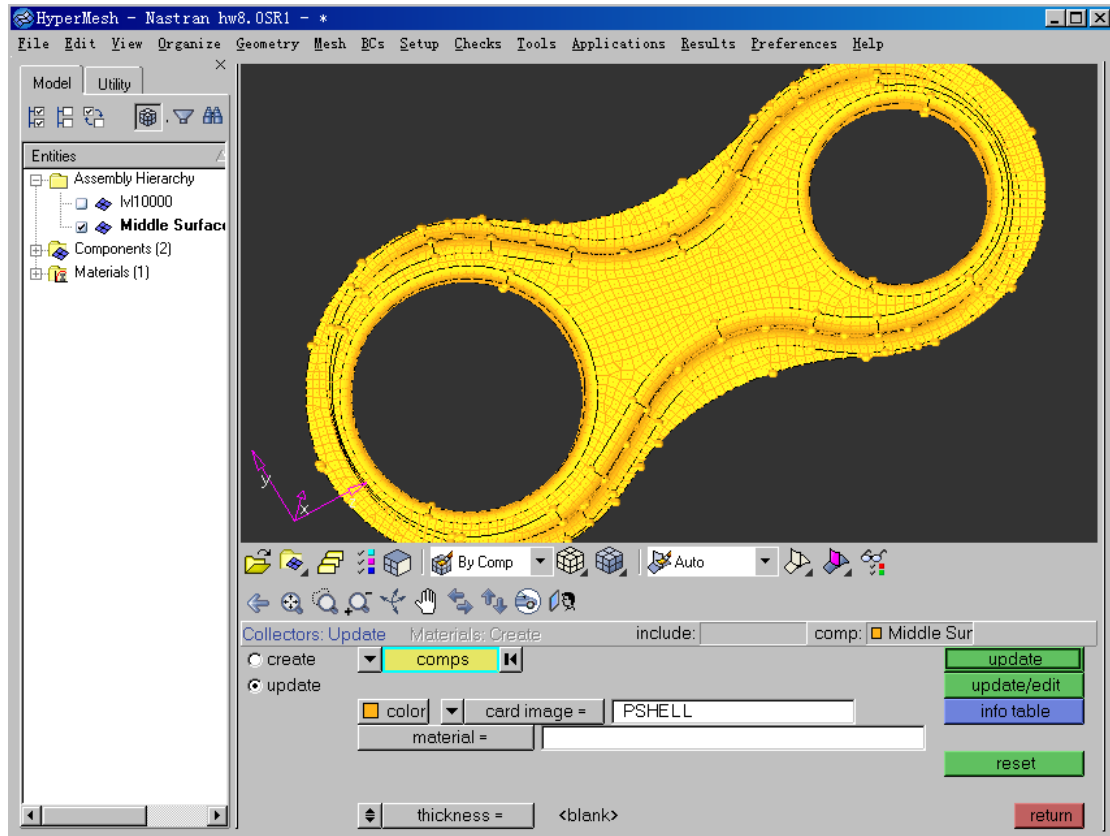 HyperMesh - Nastran hw8.0SR1 - *
File Edit View Organize Geometry Mesh BCs Setup Checks Tools Applications Results Preferences Help
Model Utility
Entities
Assembly Hierarchy
lvl10000
Middle Surface
Components (2)
Materials (1)
y
x
By Comp
Auto
Collectors: Update Materials: Create include: comp: Middle Sur
create comps update
update update/edit
color card image = PSHELL info table
material =
reset
thickness = <blank> return